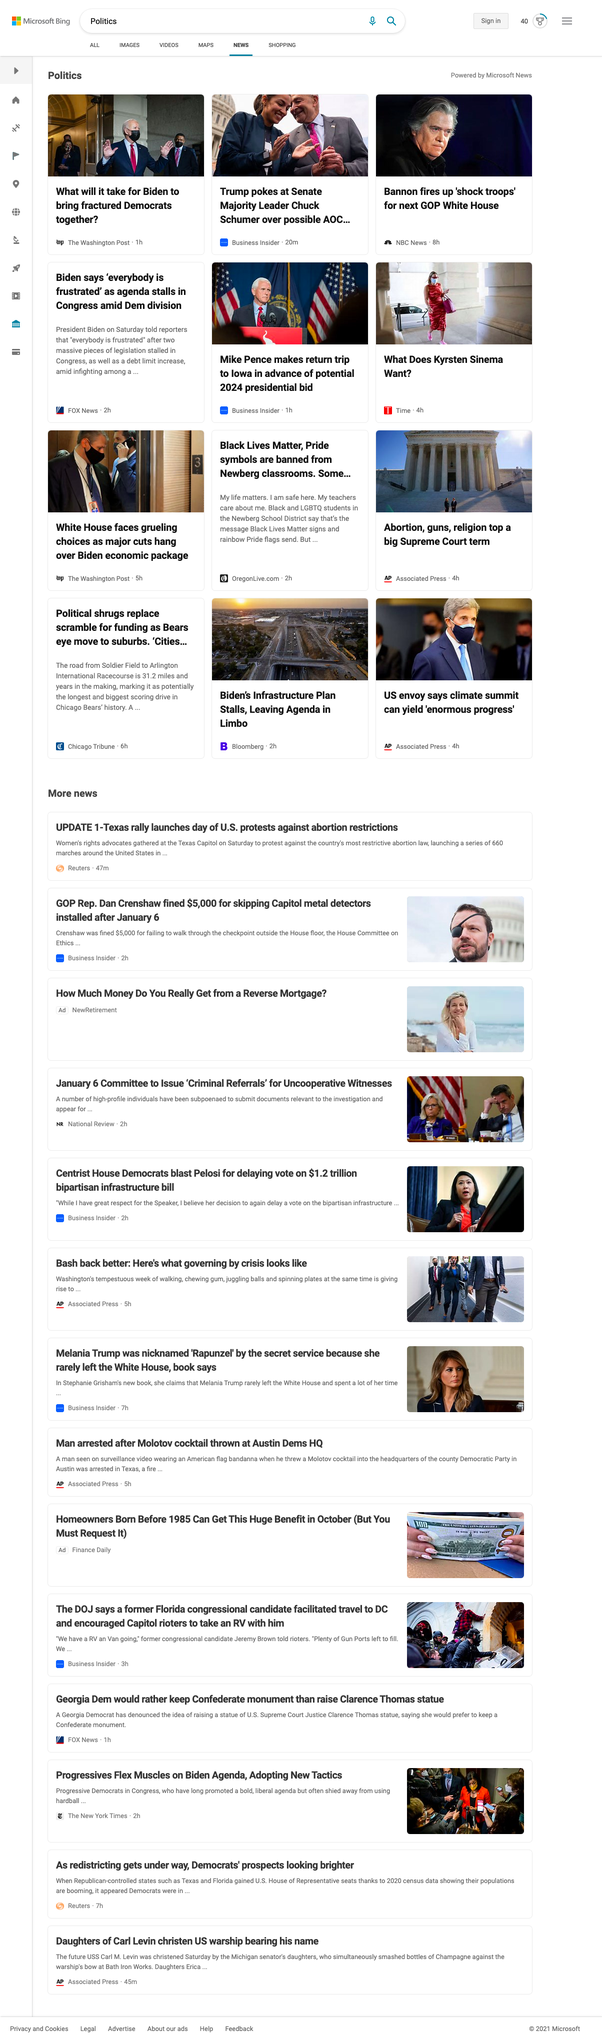 Microsoft Bing
Politics
Sign in
40
ALL IMAGES VIDEOS MAPS NEWS SHOPPING
Politics
Powered by Microsoft News
What will it take for Biden to
bring fractured Democrats
together?
The Washington Post · 1h
Trump pokes at Senate
Majority Leader Chuck
Schumer over possible AOC...
Business Insider · 20m
Bannon fires up 'shock troops'
for next GOP White House
NBC News · 8h
Biden says 'everybody is
frustrated' as agenda stalls in
Congress amid Dem division
President Biden on Saturday told reporters
that "everybody is frustrated" after two
massive pieces of legislation stalled in
Congress, as well as a debt limit increase,
amid infighting among a ...
FOX News · 2h
Mike Pence makes return trip
to Iowa in advance of potential
2024 presidential bid
Business Insider · 1h
What Does Kyrsten Sinema
Want?
Time · 4h
White House faces grueling
choices as major cuts hang
over Biden economic package
The Washington Post · 5h
Black Lives Matter, Pride
symbols are banned from
Newberg classrooms. Some...
My life matters. I am safe here. My teachers
care about me. Black and LGBTQ students in
the Newberg School District say that's the
message Black Lives Matter signs and
rainbow Pride flags send. But ...
OregonLive.com · 2h
Abortion, guns, religion top a
big Supreme Court term
AP Associated Press · 4h
Political shrugs replace
scramble for funding as Bears
eye move to suburbs. 'Cities...
The road from Soldier Field to Arlington
International Racecourse is 31.2 miles and
years in the making, marking it as potentially
the longest and biggest scoring drive in
Chicago Bears' history. A ...
Chicago Tribune · 6h
Biden's Infrastructure Plan
Stalls, Leaving Agenda in
Limbo
Bloomberg · 2h
US envoy says climate summit
can yield 'enormous progress'
AP Associated Press · 4h
More news
UPDATE 1-Texas rally launches day of U.S. protests against abortion restrictions
Women's rights advocates gathered at the Texas Capitol on Saturday to protest against the country's most restrictive abortion law, launching a series of 660
marches around the United States in ...
Reuters · 47m
GOP Rep. Dan Crenshaw fined $5,000 for skipping Capitol metal detectors
installed after January 6
Crenshaw was fined $5,000 for failing to walk through the checkpoint outside the House floor, the House Committee on
Ethics ...
Business Insider · 2h
How Much Money Do You Really Get from a Reverse Mortgage?
Ad NewRetirement
January 6 Committee to Issue 'Criminal Referrals' for Uncooperative Witnesses
A number of high-profile individuals have been subpoenaed to submit documents relevant to the investigation and
appear for ...
NR National Review · 2h
Centrist House Democrats blast Pelosi for delaying vote on $1.2 trillion
bipartisan infrastructure bill
"While I have great respect for the Speaker, I believe her decision to again delay a vote on the bipartisan infrastructure ...
Business Insider · 2h
Bash back better: Here's what governing by crisis looks like
Washington's tempestuous week of walking, chewing gum, juggling balls and spinning plates at the same time is giving
rise to ...
AP Associated Press · 5h
Melania Trump was nicknamed 'Rapunzel' by the secret service because she
rarely left the White House, book says
In Stephanie Grisham's new book, she claims that Melania Trump rarely left the White House and spent a lot of her time
...
Business Insider · 7h
Man arrested after Molotov cocktail thrown at Austin Dems HQ
A man seen on surveillance video wearing an American flag bandanna when he threw a Molotov cocktail into the headquarters of the county Democratic Party in
Austin was arrested in Texas, a fire ...
AP Associated Press · 5h
Homeowners Born Before 1985 Can Get This Huge Benefit in October (But You
Must Request It)
Ad Finance Daily
The DOJ says a former Florida congressional candidate facilitated travel to DC
and encouraged Capitol rioters to take an RV with him
"We have a RV an Van going," former congressional candidate Jeremy Brown told rioters. "Plenty of Gun Ports left to fill.
We ...
Business Insider · 3h
Georgia Dem would rather keep Confederate monument than raise Clarence Thomas statue
A Georgia Democrat has denounced the idea of raising a statue of U.S. Supreme Court Justice Clarence Thomas statue, saying she would prefer to keep a
Confederate monument.
FOX News · 1h
Progressives Flex Muscles on Biden Agenda, Adopting New Tactics
Progressive Democrats in Congress, who have long promoted a bold, liberal agenda but often shied away from using
hardball ...
The New York Times · 2h
As redistricting gets under way, Democrats' prospects looking brighter
When Republican-controlled states such as Texas and Florida gained U.S. House of Representative seats thanks to 2020 census data showing their populations
are booming, it appeared Democrats were in ...
Reuters · 7h
Daughters of Carl Levin christen US warship bearing his name
The future USS Carl M. Levin was christened Saturday by the Michigan senator's daughters, who simultaneously smashed bottles of Champagne against the
warship's bow at Bath Iron Works. Daughters Erica ...
AP Associated Press · 45m
Privacy and Cookies Legal Advertise About our ads Help Feedback
© 2021 Microsoft